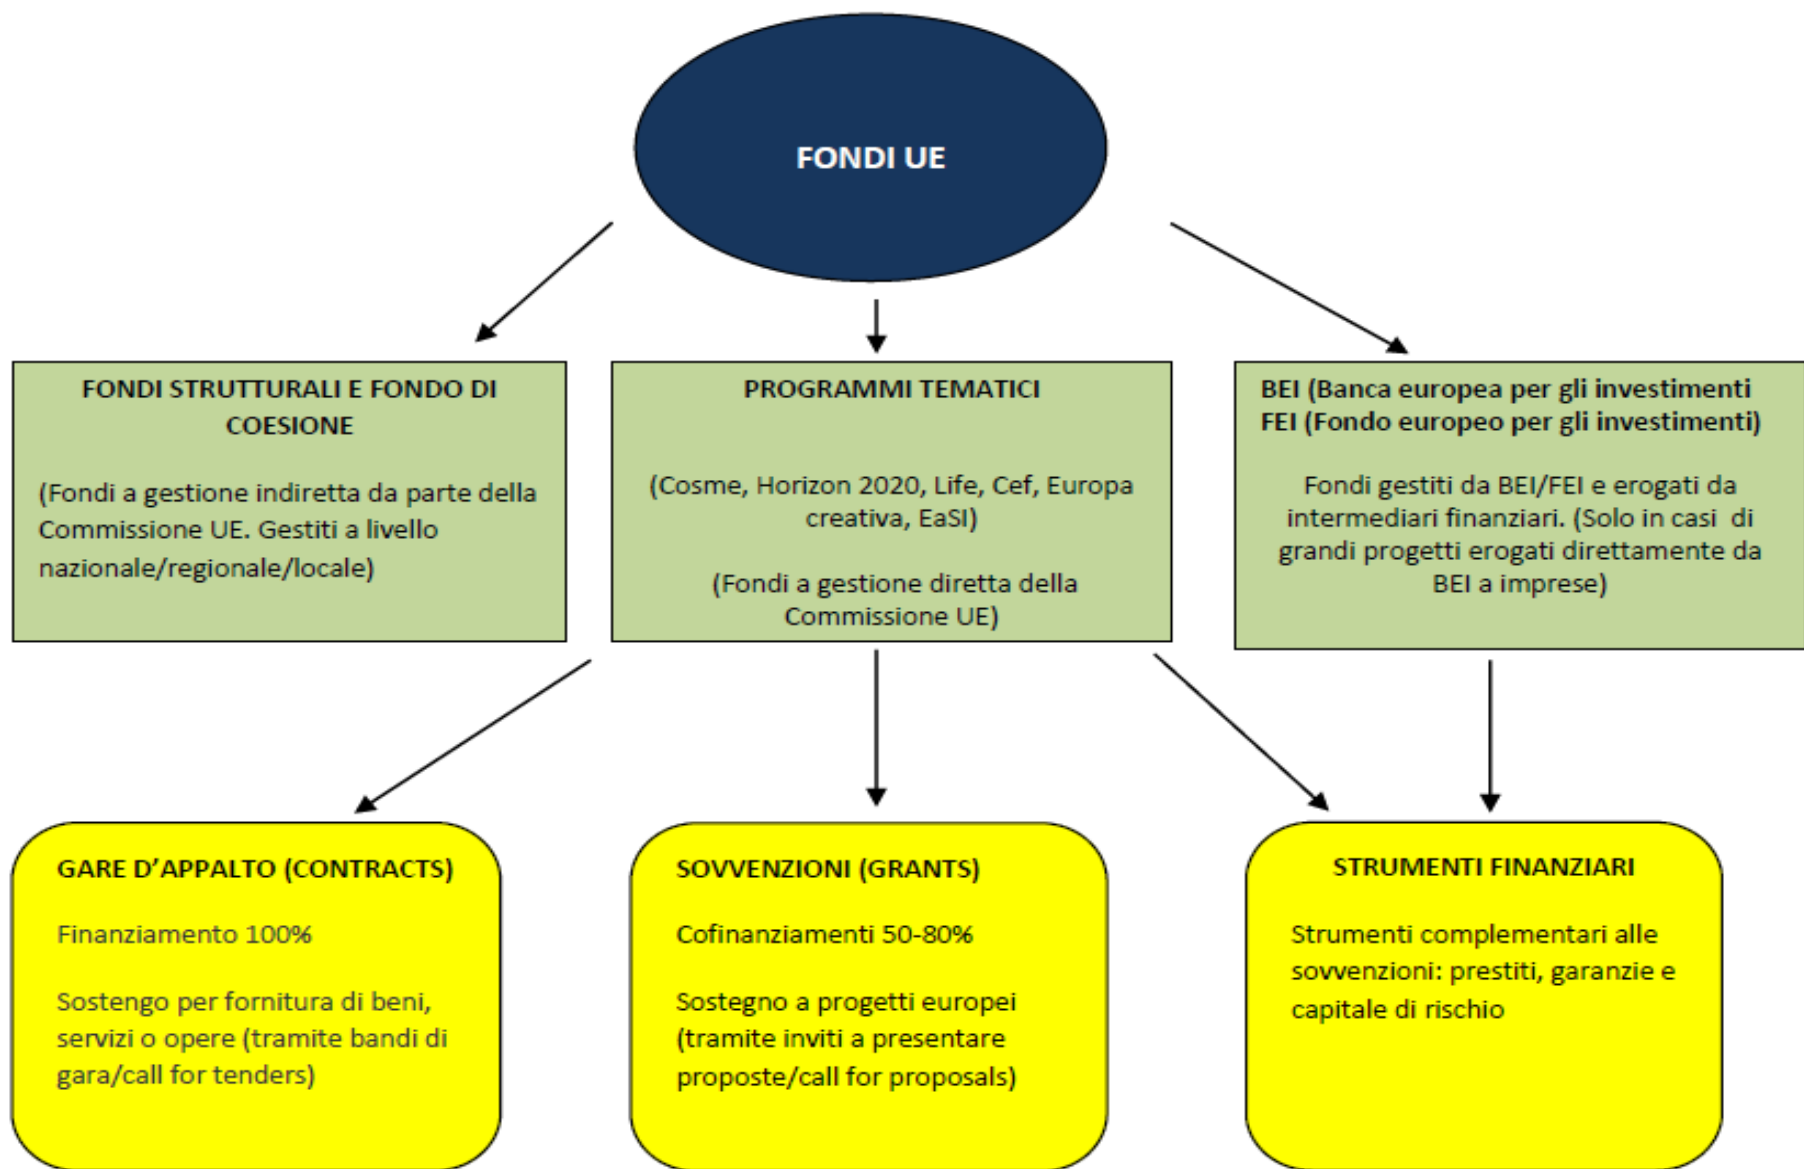 FONDI UE
FONDI STRUTTURALI E FONDO DI
COESIONE
(Fondi a gestione indiretta da parte della
Commissione UE. Gestiti a livello
nazionale/regionale/locale)
PROGRAMMI TEMATICI
(Cosme, Horizon 2020, Life, Cef, Europa
creativa, EaSI)
(Fondi a gestione diretta della
Commissione UE)
BEI (Banca europea per gli investimenti
FEI (Fondo europeo per gli investimenti)
Fondi gestiti da BEI/FEI e erogati da
intermediari finanziari. (Solo in casi di
grandi progetti erogati direttamente da
BEI a imprese)
GARE D'APPALTO (CONTRACTS)
Finanziamento 100%
Sostengo per fornitura di beni,
servizi o opere (tramite bandi di
gara/call for tenders)
SOVVENZIONI (GRANTS)
Cofinanziamenti 50-80%
Sostegno a progetti europei
(tramite inviti a presentare
proposte/call for proposals)
STRUMENTI FINANZIARI
Strumenti complementari alle
sovvenzioni: prestiti, garanzie e
capitale di rischio